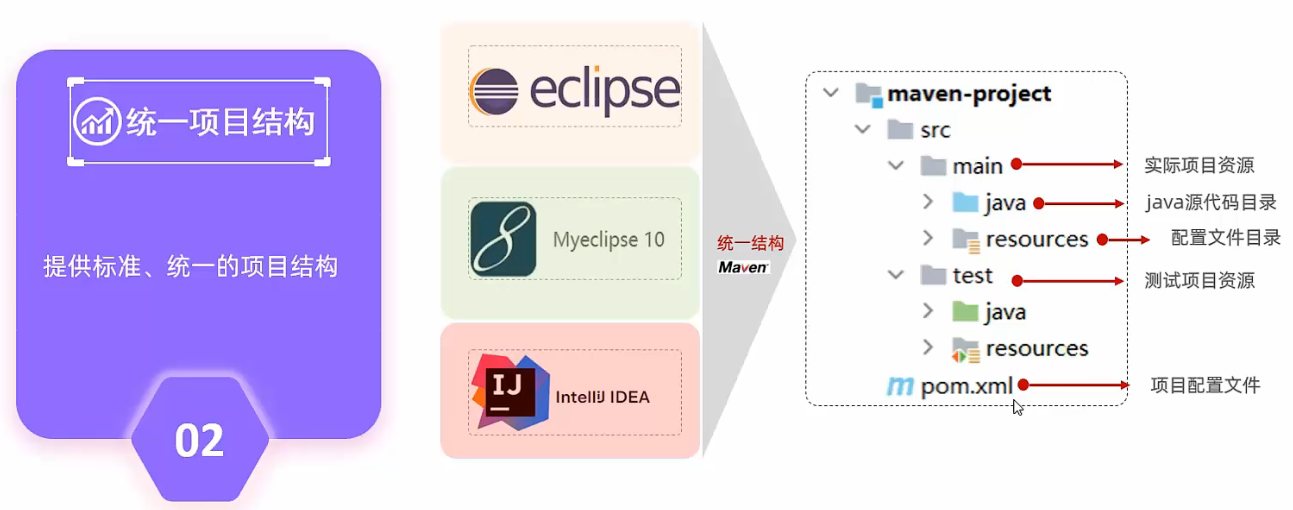 统一项目结构
提供标准、统一的项目结构
02
eclipse
Myeclipse 10
IJ
IntelliJ IDEA
统一结构
Maven
maven-project
src
main
实际项目资源
java
java源代码目录
resources
配置文件目录
test
测试项目资源
java
resources
m pom.xml
项目配置文件